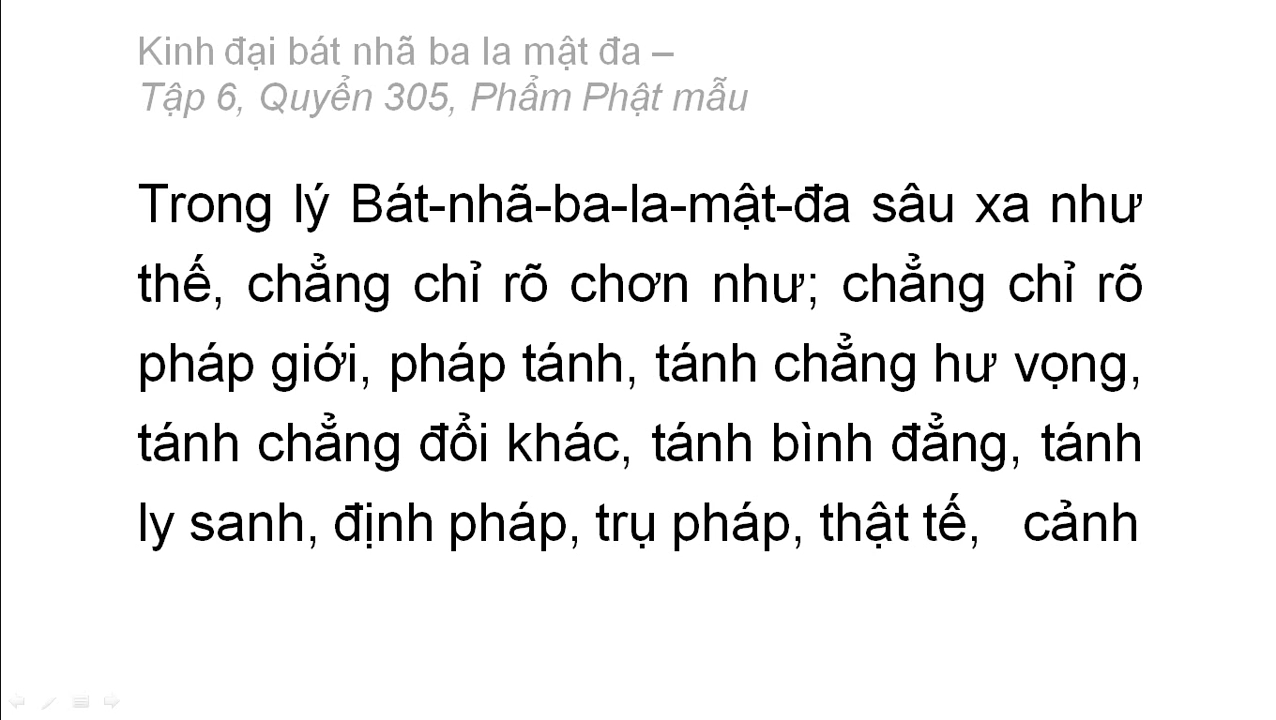 Kinh đại bát nhã ba la mật đa –
Tập 6, Quyển 305, Phẩm Phật mẫu
Trong lý Bát-nhã-ba-la-mật-đa sâu xa như
thế, chẳng chỉ rõ chơn như; chẳng chỉ rõ
pháp giới, pháp tánh, tánh chẳng hư vọng,
tánh chẳng đổi khác, tánh bình đẳng, tánh
ly sanh, định pháp, trụ pháp, thật tế, cảnh